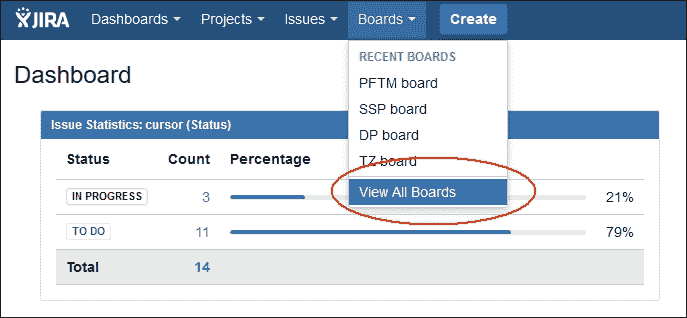 JIRA Dashboards Projects Issues Boards Create
RECENT BOARDS
Dashboard
PFTM board
SSP board
Issue Statistics: cursor (Status)
DP board
Status Count Percentage
TZ board
IN PROGRESS 3 View All Boards 21%
TO DO 11 79%
Total 14